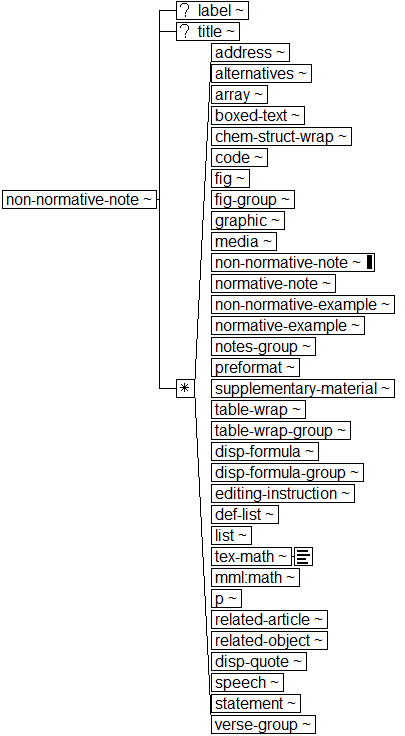 ? label ~
? title ~
address ~
alternatives ~
array ~
boxed-text ~
chem-struct-wrap ~
code ~
fig ~
fig-group ~
non-normative-note ~
graphic ~
media ~
non-normative-note ~
normative-note ~
non-normative-example ~
normative-example ~
notes-group ~
preformat ~
* supplementary-material ~
table-wrap ~
table-wrap-group ~
disp-formula ~
disp-formula-group ~
editing-instruction ~
def-list ~
list ~
tex-math ~
mml:math ~
p ~
related-article ~
related-object ~
disp-quote ~
speech ~
statement ~
verse-group ~